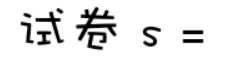 试卷 s =